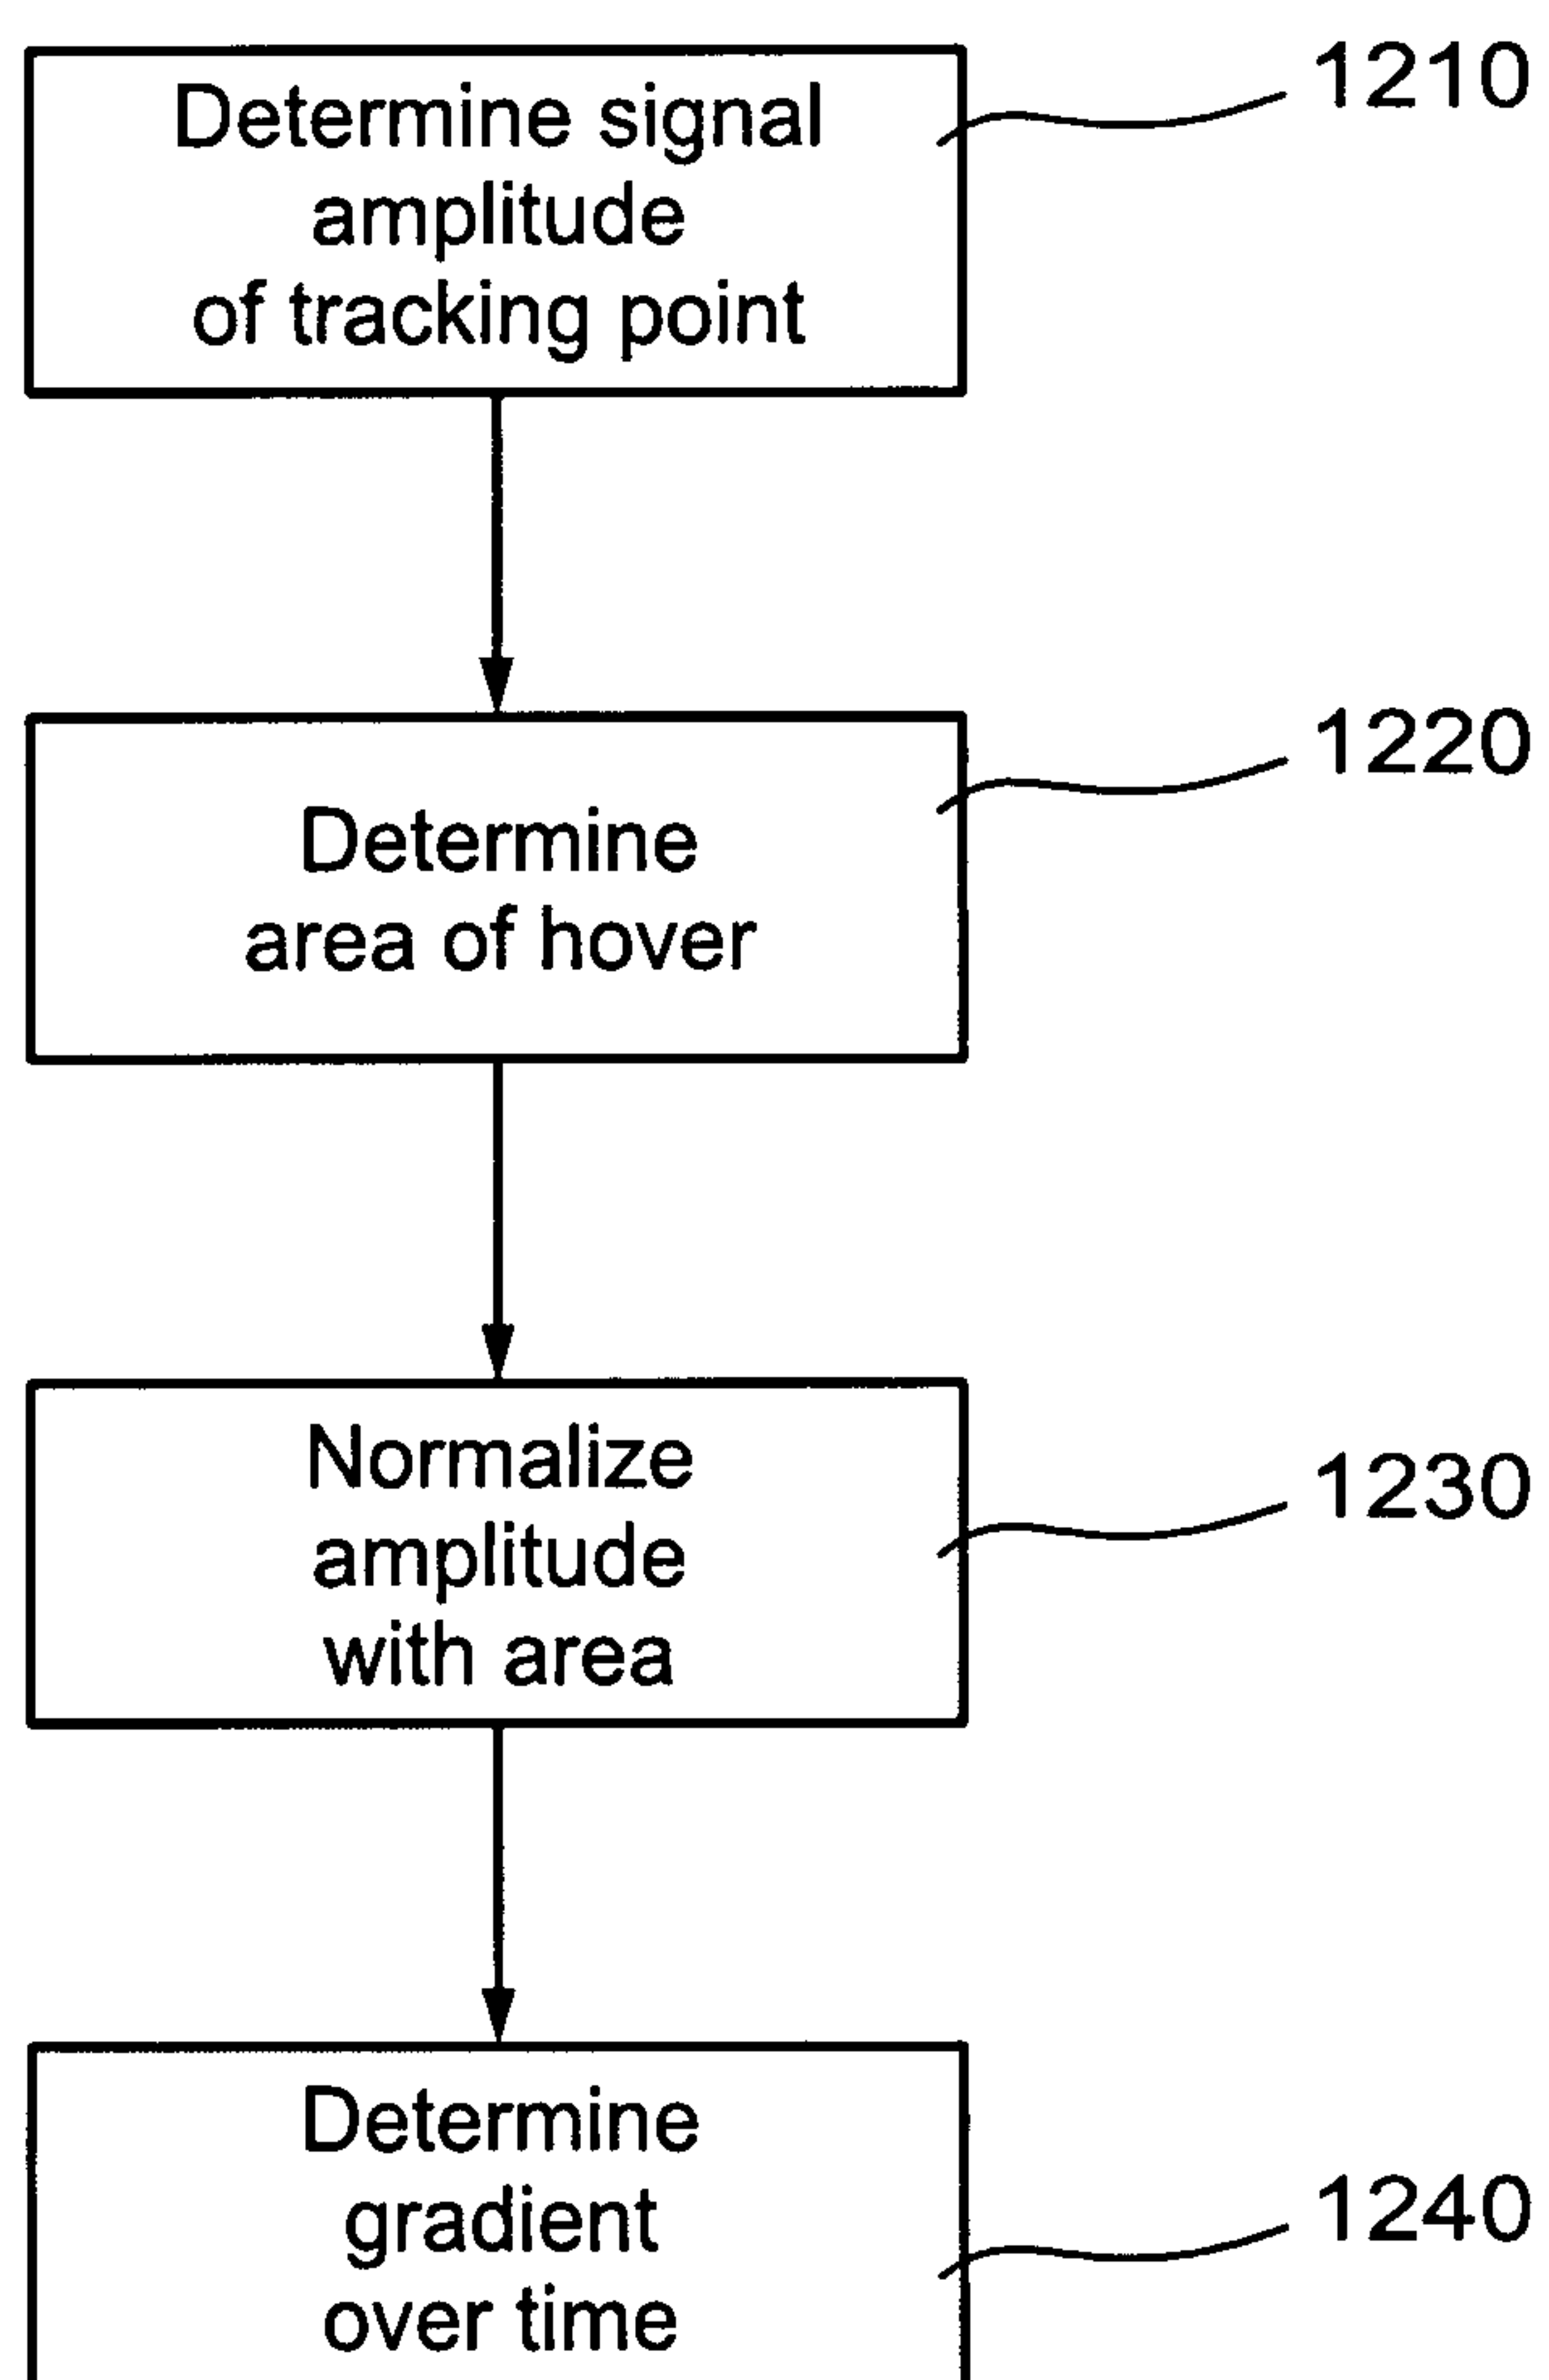 Determine signal
amplitude
of tracking point
1210
Determine
area of hover
1220
Normalize
amplitude
with area
1230
Determine
gradient
over time
1240